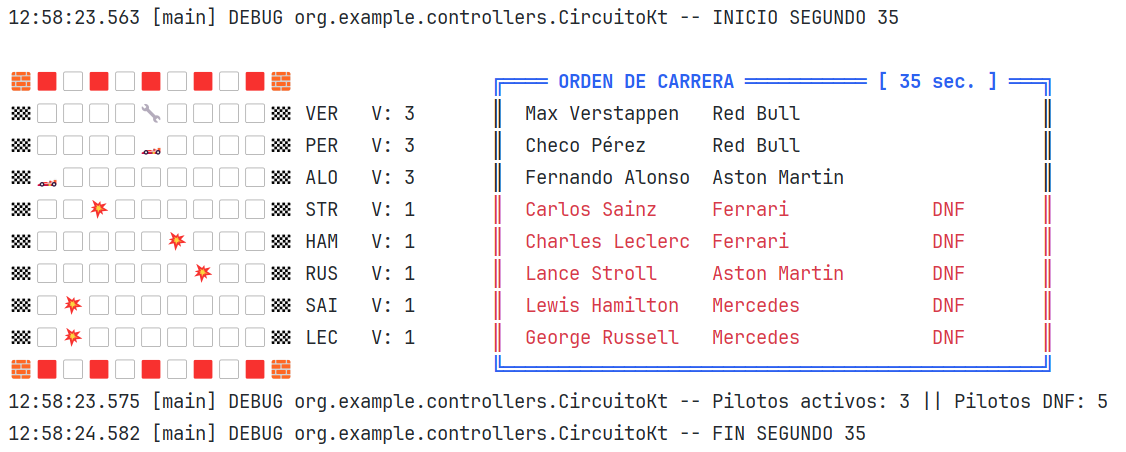 12:58:23.563 [main] DEBUG org.example.controllers.CircuitoKt -- INICIO SEGUNDO 35
ORDEN DE CARRERA [ 35 sec. ]
VER V: 3 Max Verstappen Red Bull
PER V: 3 Checo Pérez Red Bull
ALO V: 3 Fernando Alonso Aston Martin
STR V: 1 Carlos Sainz Ferrari DNF
HAM V: 1 Charles Leclerc Ferrari DNF
RUS V: 1 Lance Stroll Aston Martin DNF
SAI V: 1 Lewis Hamilton Mercedes DNF
LEC V: 1 George Russell Mercedes DNF
12:58:23.575 [main] DEBUG org.example.controllers.CircuitoKt -- Pilotos activos: 3 || Pilotos DNF: 5
12:58:24.582 [main] DEBUG org.example.controllers.CircuitoKt -- FIN SEGUNDO 35